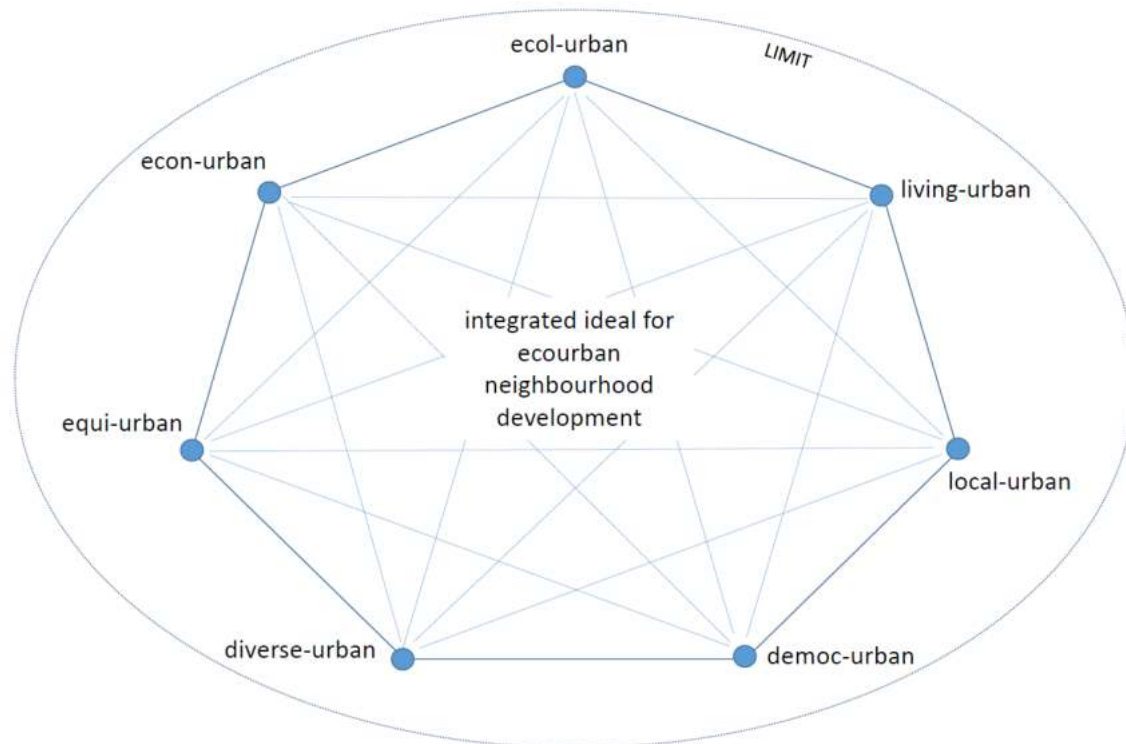 ecol-urban
LIMIT
econ-urban
living-urban
integrated ideal for
ecourban
neighbourhood
development
equi-urban
local-urban
diverse-urban
democ-urban